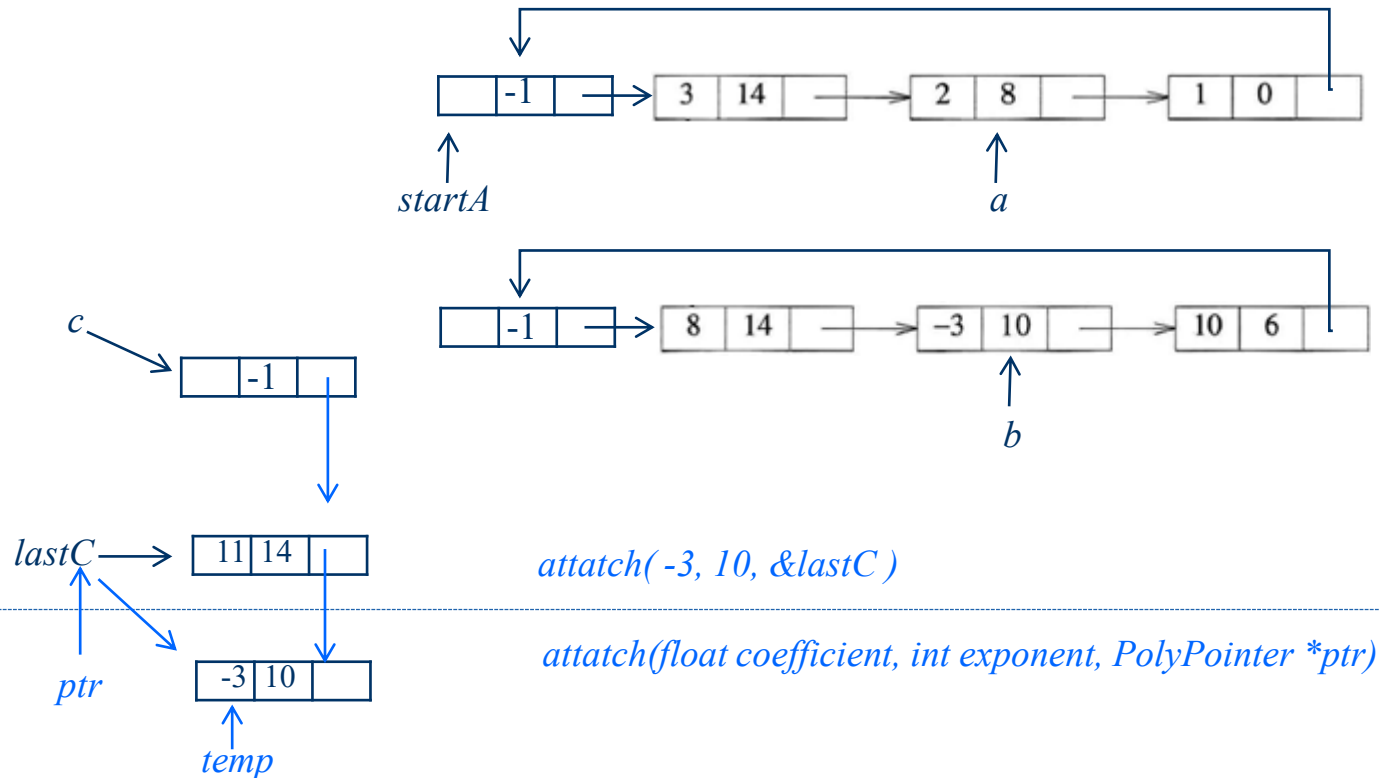 -1 3 14 2 8 1 0
startA a
-1 8 14 -3 10 10 6
c
-1
b
lastC 11 14 attatch( -3, 10, &lastC )
attatch(float coefficient, int exponent, PolyPointer *ptr)
ptr -3 10
temp